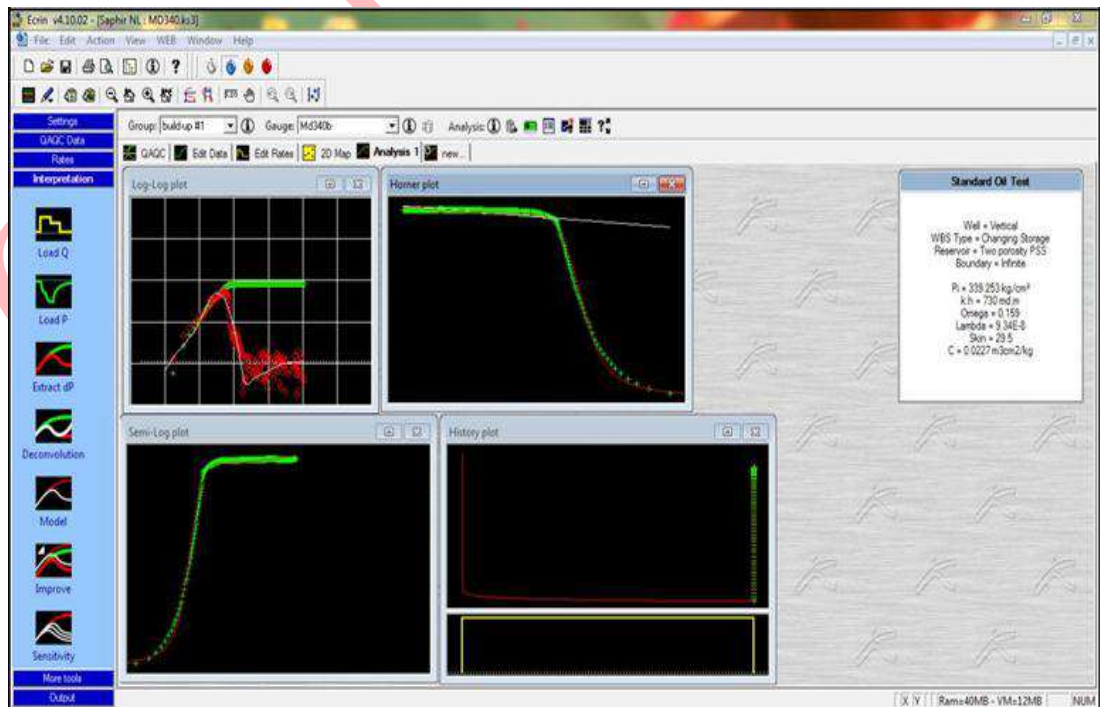 Ecrin v4.10.02 - [Saphir NL : MD340.ks3]
File Edit Action View WEB Window Help
Settings
QAQC Data
Rates
Interpretation
Load Q
Load P
Extract dP
Deconvolution
Model
Improve
Sensitivity
More tools
Output
Group: build-up #1 Gauge: Md340b Analysis:
QAQC Edit Data Edit Rates 2D Map Analysis 1 new...
Log-Log plot
Horner plot
Semi-Log plot
History plot
Standard Oil Test
Well = Vertical
WBS Type = Changing Storage
Reservoir = Two porosity PSS
Boundary = Infinite
Pi = 339.253 kg/cm²
k.h = 730 md.m
Omega = 0.159
Lambda = 9.34E-8
Skin = 29.5
C = 0.0227 m3cm2/kg
X Y Ram=40MB - VM=12MB NUM